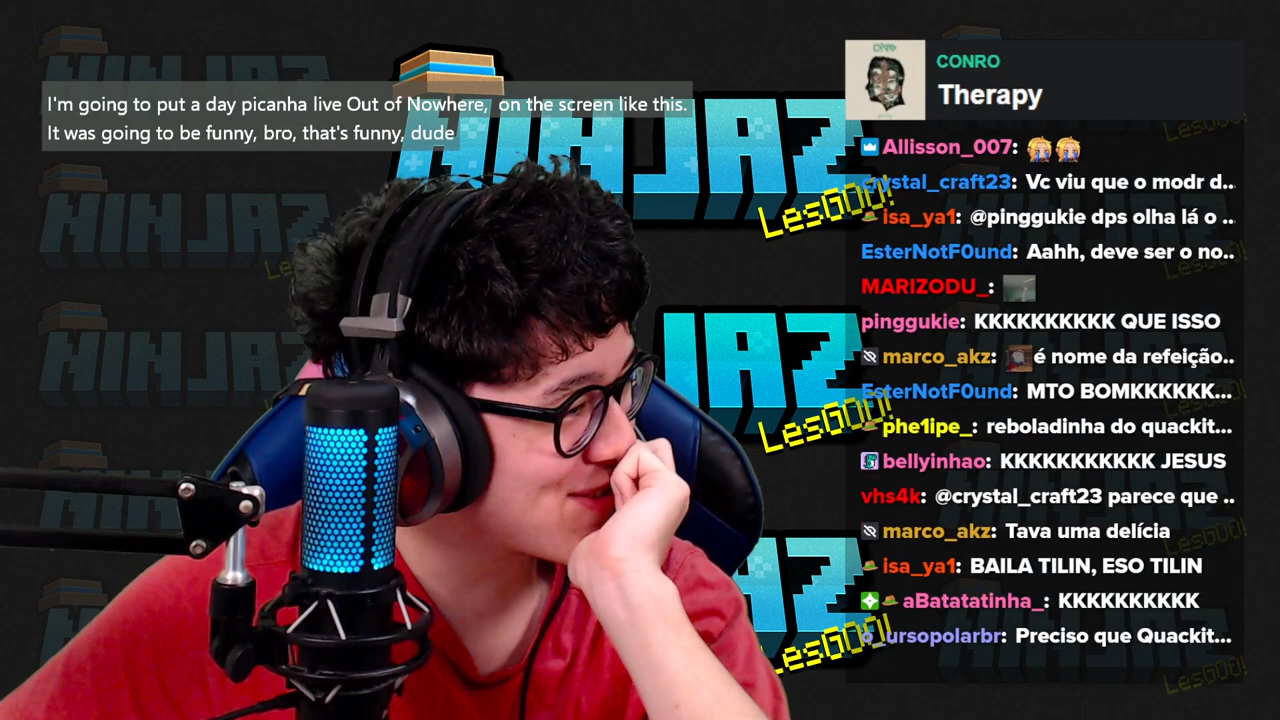 I'm going to put a day picanha live Out of Nowhere, on the screen like this.
It was going to be funny, bro, that's funny, dude
NINJAZ
LesGOO!
NINJAZ
LesGOO!
LesGOO!
CONRO
Therapy
Allisson_007:
crystal_craft23: Vc viu que o modr d..
isa_ya1: @pinggukie dps olha lá o ..
EsterNotF0und: Aahh, deve ser o no..
MARIZODU_:
pinggukie: KKKKKKKKKK QUE ISSO
marco_akz: é nome da refeição..
EsterNotF0und: MTO BOMKKKKKK...
phe1ipe_: reboladinha do quackit...
bellyinhao: KKKKKKKKKKK JESUS
vhs4k: @crystal_craft23 parece que ..
marco_akz: Tava uma delícia
isa_ya1: BAILA TILIN, ESO TILIN
aBatatatinha_: KKKKKKKKKK
_ursopolarbr: Preciso que Quackit...